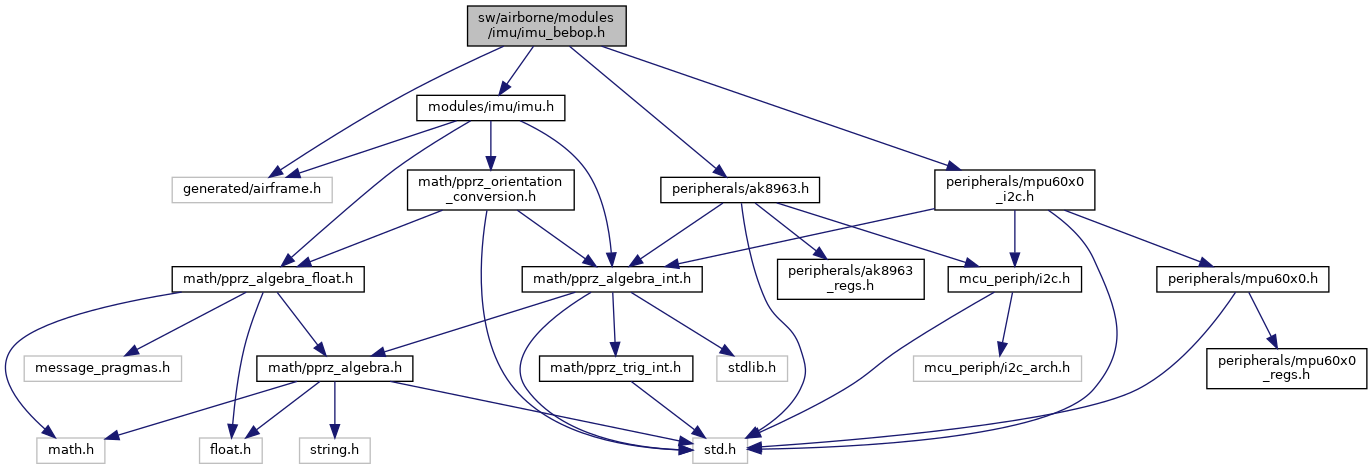 sw/airborne/modules
/imu/imu_bebop.h
modules/imu/imu.h
generated/airframe.h
math/pprz_orientation
_conversion.h
peripherals/ak8963.h
peripherals/mpu60x0
_i2c.h
math/pprz_algebra_float.h
math/pprz_algebra_int.h
peripherals/ak8963
_regs.h
mcu_periph/i2c.h
peripherals/mpu60x0.h
message_pragmas.h
math/pprz_algebra.h
math/pprz_trig_int.h
stdlib.h
mcu_periph/i2c_arch.h
peripherals/mpu60x0
_regs.h
math.h
float.h
string.h
std.h